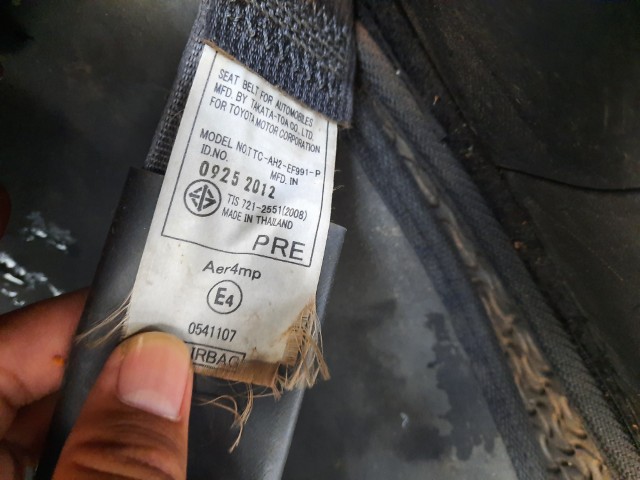 SEAT BELT FOR AUTOMOBILES
MFD. BY TAKATA-TOA CO., LTD.
FOR TOYOTA MOTOR CORPORATION
MODEL NO.TTC-AH2-EF991-P
ID.NO. MFD. IN
0925 2012
TIS 721-2551(2008)
MADE IN THAILAND
PRE
Aer4mp
E4
0541107
AIRBAG